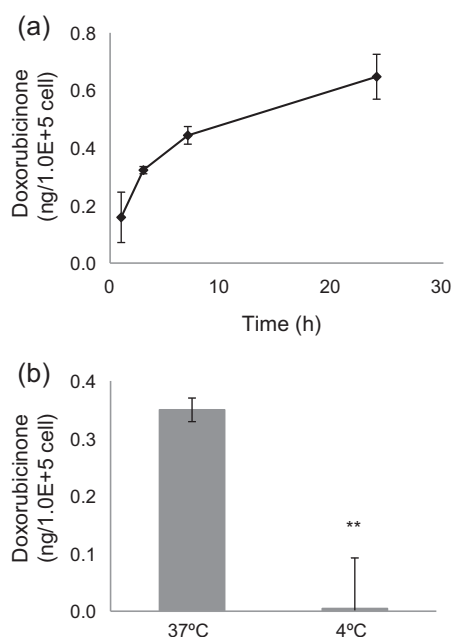 (a)
Doxorubicinone
(ng/1.0E+5 cell)
0.8
0.6
0.4
0.2
0.0
0
10
20
30
Time (h)
(b)
Doxorubicinone
(ng/1.0E+5 cell)
0.4
0.3
0.2
0.1
0.0
**
37ºC
4ºC